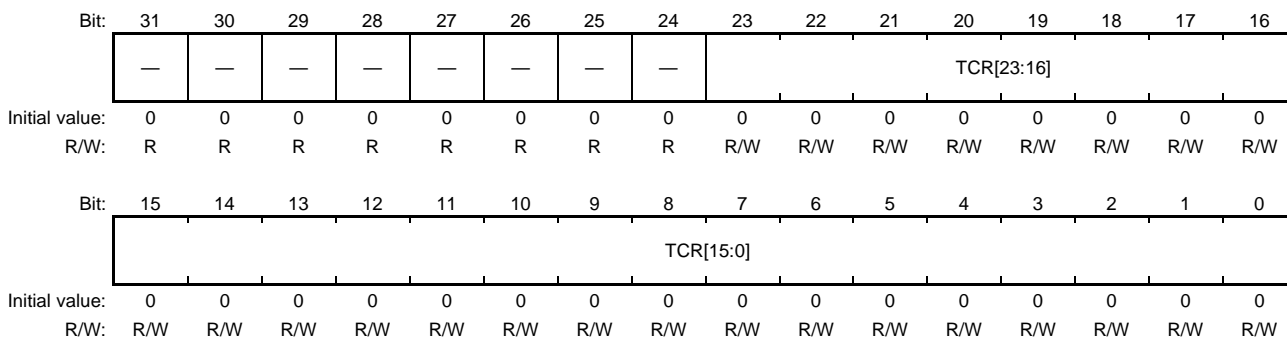 Bit: 31 30 29 28 27 26 25 24 23 22 21 20 19 18 17 16
— — — — — — — — TCR[23:16]
Initial value: 0 0 0 0 0 0 0 0 0 0 0 0 0 0 0 0
R/W: R R R R R R R R R/W R/W R/W R/W R/W R/W R/W R/W
Bit: 15 14 13 12 11 10 9 8 7 6 5 4 3 2 1 0
TCR[15:0]
Initial value: 0 0 0 0 0 0 0 0 0 0 0 0 0 0 0 0
R/W: R/W R/W R/W R/W R/W R/W R/W R/W R/W R/W R/W R/W R/W R/W R/W R/W